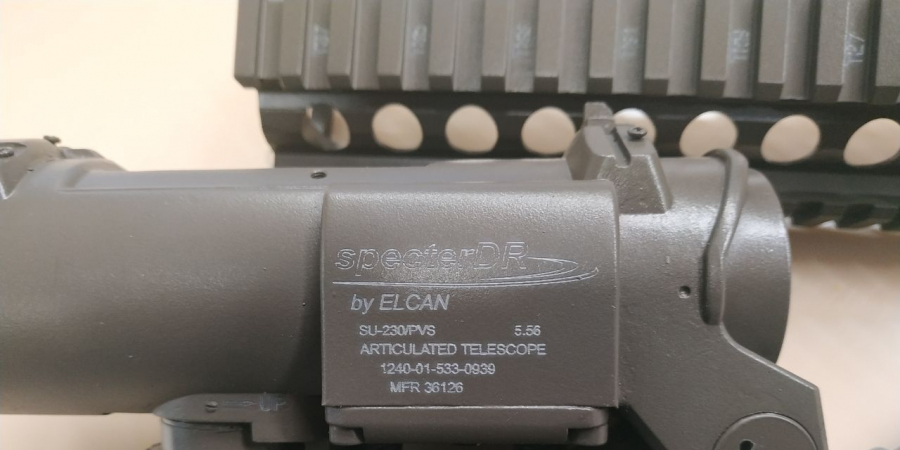 specterDR
by ELCAN
SU-230/PVS 5.56
ARTICULATED TELESCOPE
1240-01-533-0939
MFR 36126